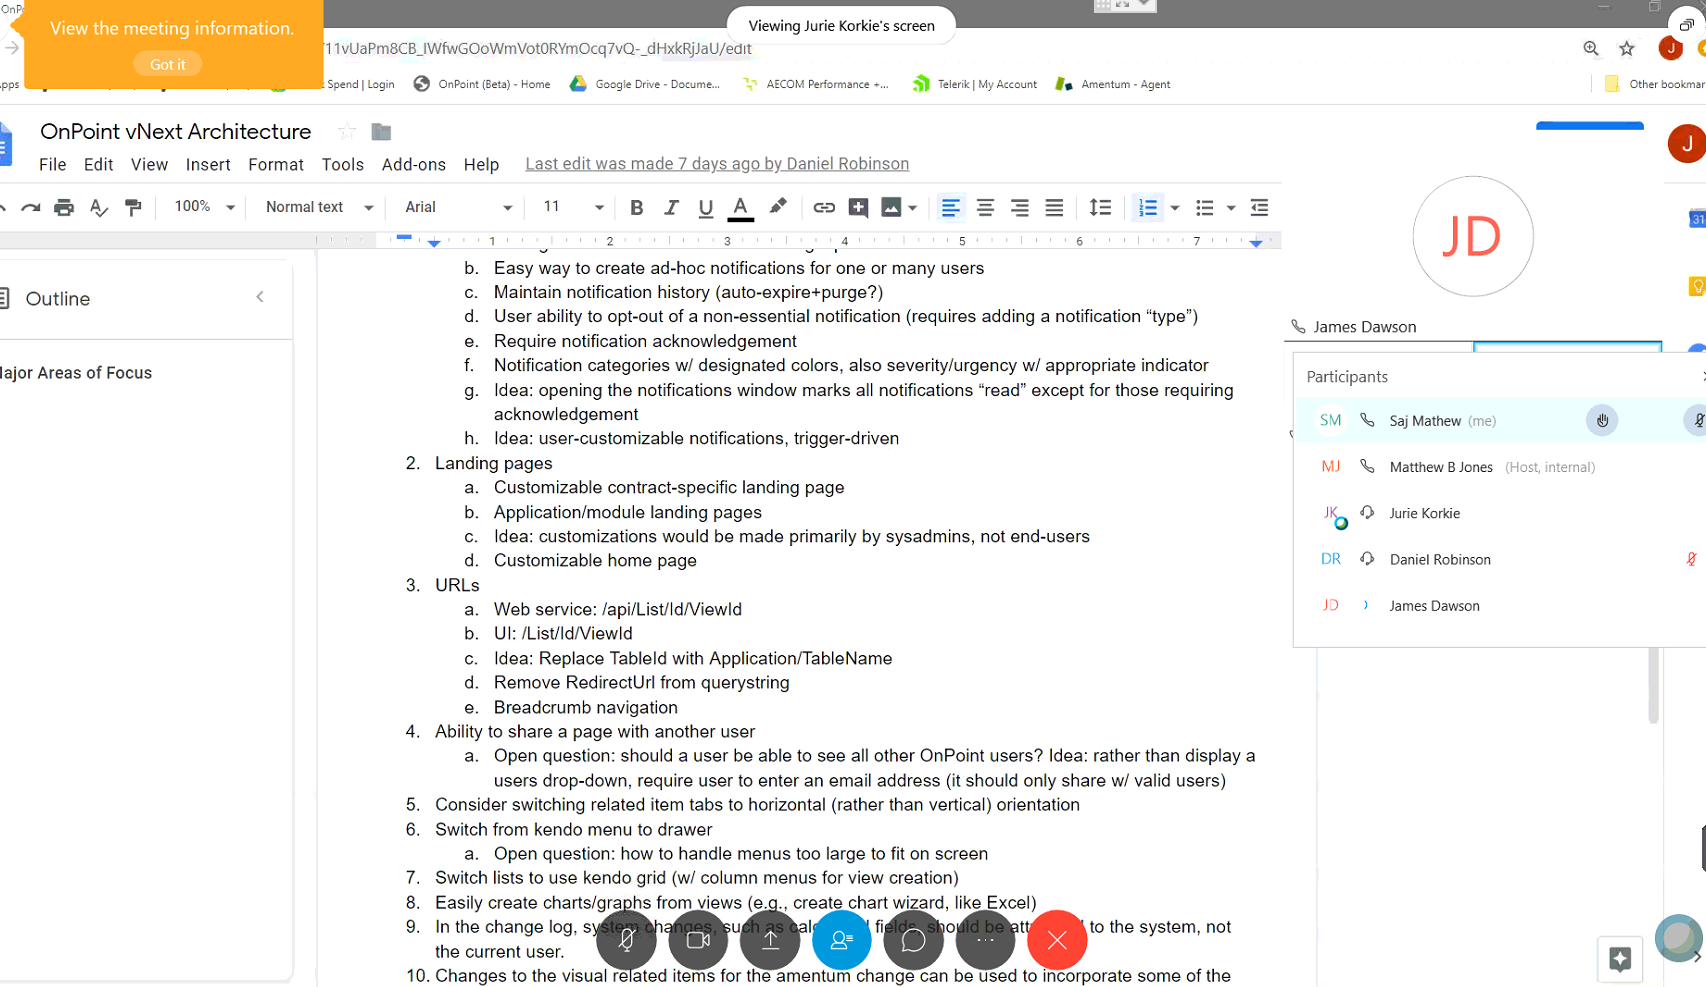 OnP
View the meeting information.
Got it
Viewing Jurie Korkie's screen
11vUaPm8CB_IWfwGOoWmVot0RYmOcq7vQ-_dHxkRjJaU/edit
J
Spend | Login
OnPoint (Beta) - Home
Google Drive - Docume...
AECOM Performance +...
Telerik | My Account
Amentum - Agent
Other bookmar
OnPoint vNext Architecture
J
File Edit View Insert Format Tools Add-ons Help Last edit was made 7 days ago by Daniel Robinson
100% Normal text Arial 11 B I U A
1 2 3 4 5 6 7
31
JD
James Dawson
Outline
ajor Areas of Focus
b. Easy way to create ad-hoc notifications for one or many users
c. Maintain notification history (auto-expire+purge?)
d. User ability to opt-out of a non-essential notification (requires adding a notification “type”)
e. Require notification acknowledgement
f. Notification categories w/ designated colors, also severity/urgency w/ appropriate indicator
g. Idea: opening the notifications window marks all notifications “read” except for those requiring
acknowledgement
h. Idea: user-customizable notifications, trigger-driven
2. Landing pages
a. Customizable contract-specific landing page
b. Application/module landing pages
c. Idea: customizations would be made primarily by sysadmins, not end-users
d. Customizable home page
3. URLs
a. Web service: /api/List/Id/ViewId
b. UI: /List/Id/ViewId
c. Idea: Replace TableId with Application/TableName
d. Remove RedirectUrl from querystring
e. Breadcrumb navigation
4. Ability to share a page with another user
a. Open question: should a user be able to see all other OnPoint users? Idea: rather than display a
users drop-down, require user to enter an email address (it should only share w/ valid users)
5. Consider switching related item tabs to horizontal (rather than vertical) orientation
6. Switch from kendo menu to drawer
a. Open question: how to handle menus too large to fit on screen
7. Switch lists to use kendo grid (w/ column menus for view creation)
8. Easily create charts/graphs from views (e.g., create chart wizard, like Excel)
9. In the change log, system changes, such as calc fields, should be att to the system, not
the current user.
10. Changes to the visual related items for the amentum change can be used to incorporate some of the
Participants
SM Saj Mathew (me)
MJ Matthew B Jones (Host, internal)
JK Jurie Korkie
DR Daniel Robinson
JD James Dawson